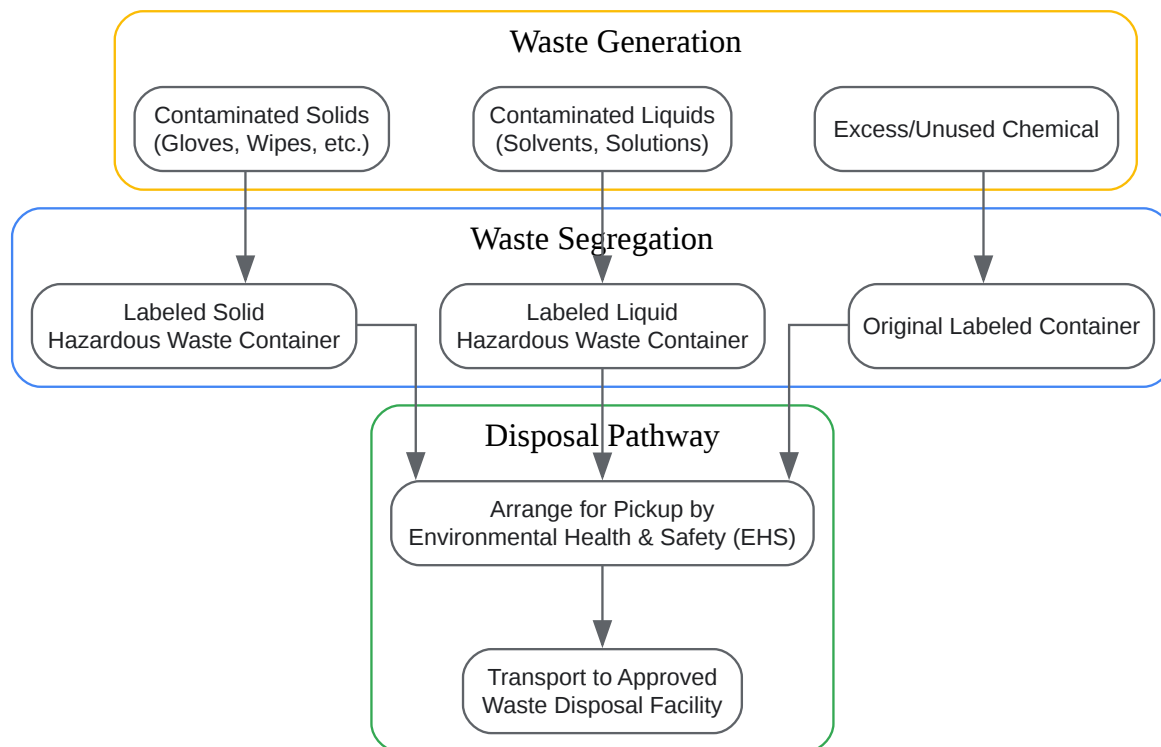 Waste Generation
Contaminated Solids
(Gloves, Wipes, etc.)
Contaminated Liquids
(Solvents, Solutions)
Excess/Unused Chemical
Waste Segregation
Labeled Solid
Hazardous Waste Container
Labeled Liquid
Hazardous Waste Container
Original Labeled Container
Disposal Pathway
Arrange for Pickup by
Environmental Health & Safety (EHS)
Transport to Approved
Waste Disposal Facility